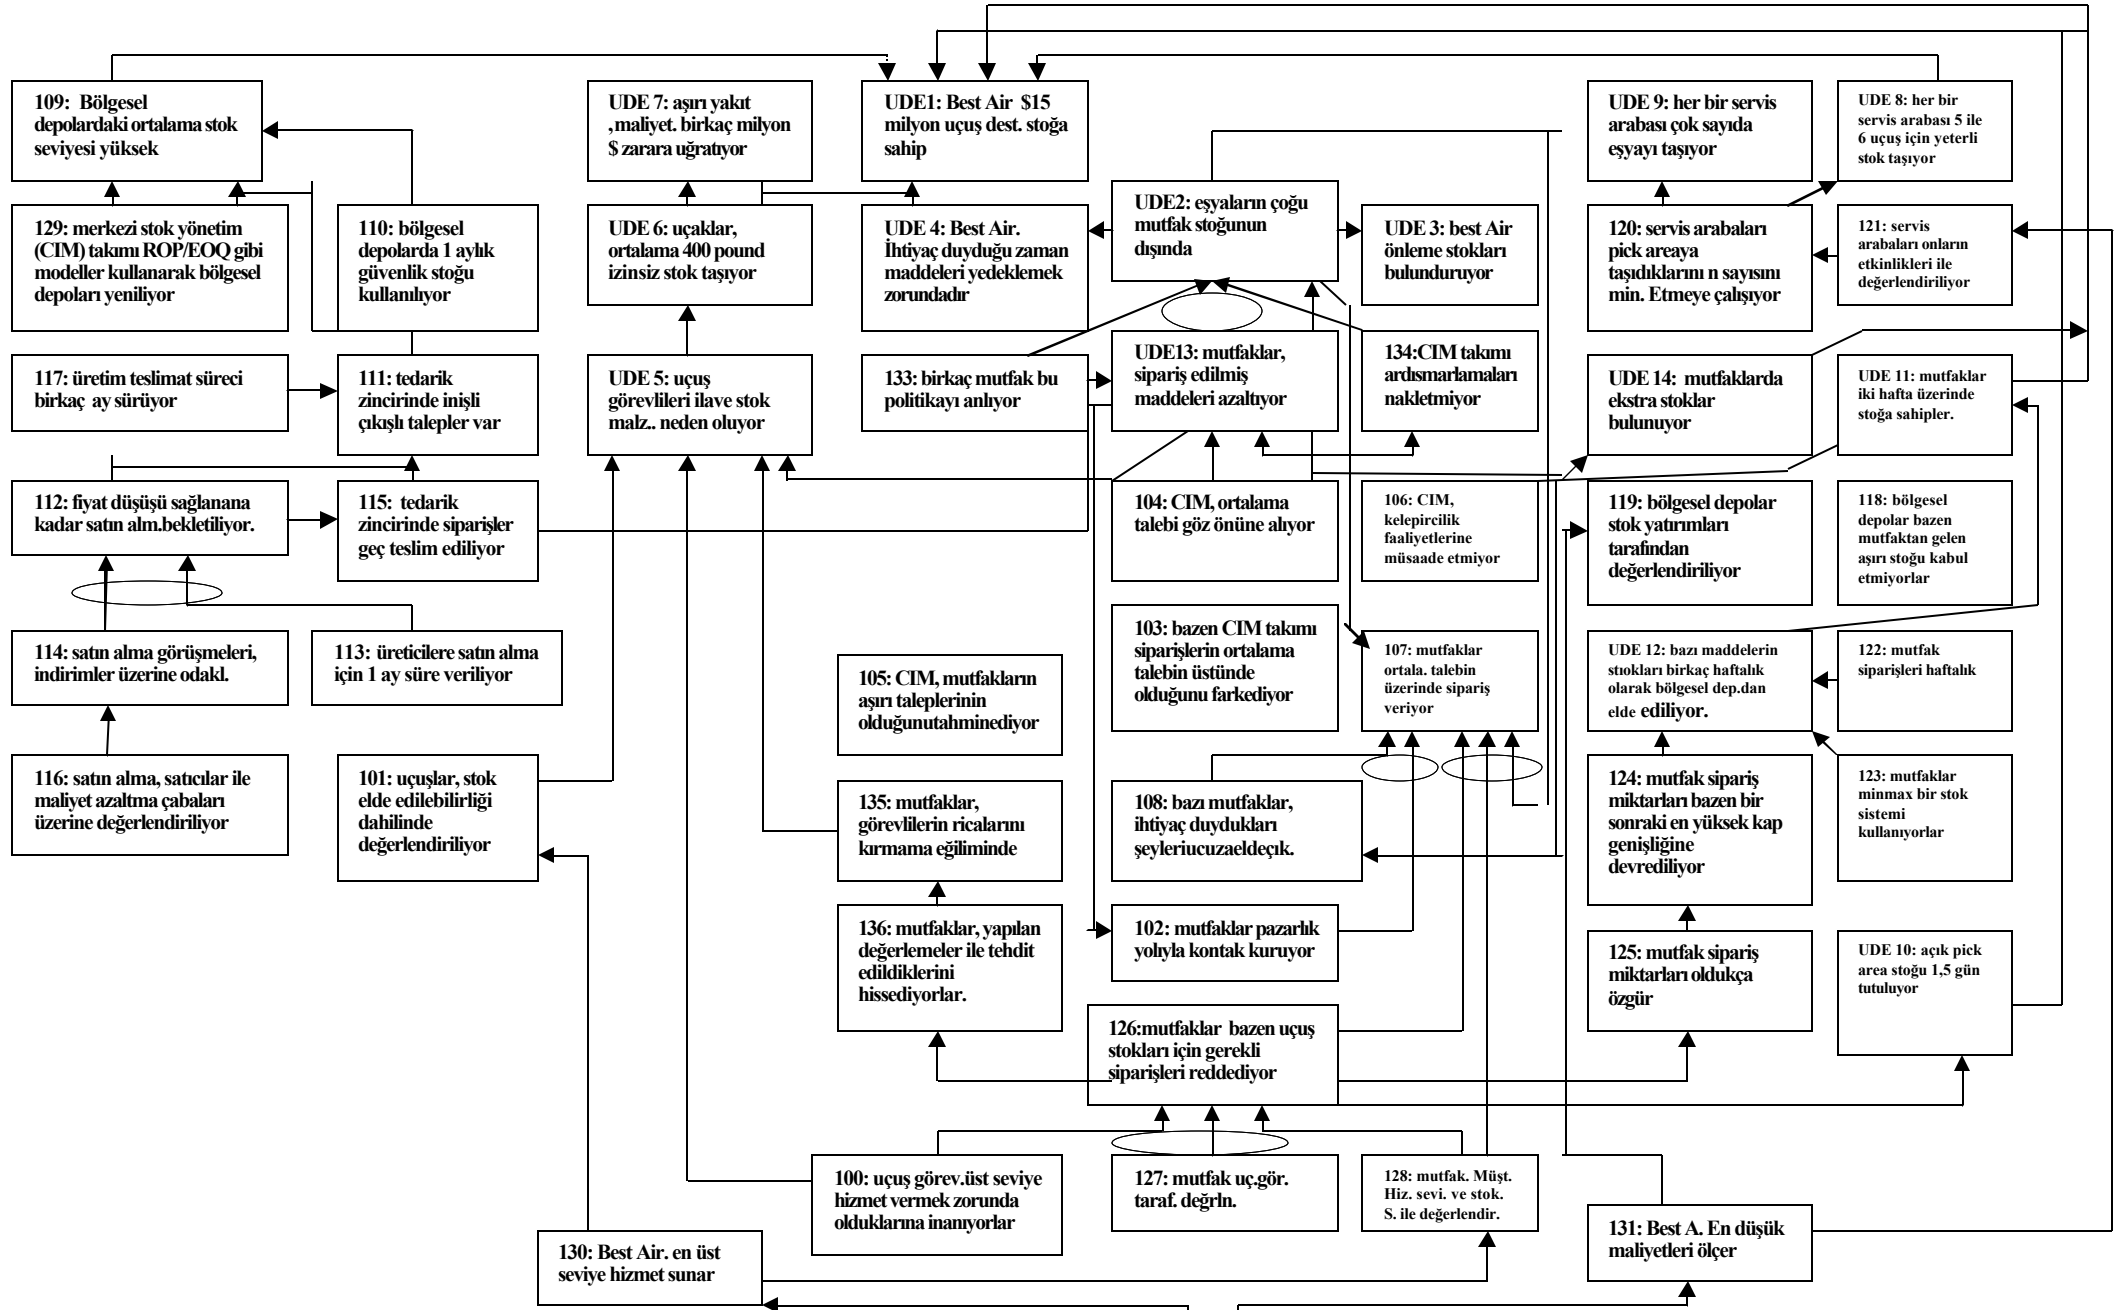 109: Bölgesel
depolardaki ortalama stok
seviyesi yüksek
UDE 7: aşırı yakıt
,maliyet. birkaç milyon
$ zarara uğratıyor
UDE1: Best Air $15
milyon uçuş dest. stoğa
sahip
UDE 9: her bir servis
arabası çok sayıda
eşyayı taşıyor
UDE 8: her bir
servis arabası 5 ile
6 uçuş için yeterli
stok taşıyor
129: merkezi stok yönetim
(CIM) takımı ROP/EOQ gibi
modeller kullanarak bölgesel
depoları yeniliyor
110: bölgesel
depolarda 1 aylık
güvenlik stoğu
kullanılıyor
UDE 6: uçaklar,
ortalama 400 pound
izinsiz stok taşıyor
UDE 4: Best Air.
İhtiyaç duyduğu zaman
maddeleri yedeklemek
zorundadır
UDE2: eşyaların çoğu
mutfak stoğunun
dışında
UDE 3: best Air
önleme stokları
bulunduruyor
120: servis arabaları
pick areaya
taşıdıklarını n sayısını
min. Etmeye çalışıyor
121: servis
arabaları onların
etkinlikleri ile
değerlendiriliyor
117: üretim teslimat süreci
birkaç ay sürüyor
111: tedarik
zincirinde inişli
çıkışlı talepler var
UDE 5: uçuş
görevlileri ilave stok
malz.. neden oluyor
133: birkaç mutfak bu
politikayı anlıyor
UDE13: mutfaklar,
sipariş edilmiş
maddeleri azaltıyor
134:CIM takımı
ardısmarlamaları
nakletmiyor
UDE 14: mutfaklarda
ekstra stoklar
bulunuyor
UDE 11: mutfaklar
iki hafta üzerinde
stoğa sahipler.
112: fiyat düşüşü sağlanana
kadar satın alm.bekletiliyor.
115: tedarik
zincirinde siparişler
geç teslim ediliyor
104: CIM, ortalama
talebi göz önüne alıyor
106: CIM,
kelepircilik
faaliyetlerine
müsaade etmiyor
119: bölgesel depolar
stok yatırımları
tarafından
değerlendiriliyor
118: bölgesel
depolar bazen
mutfaktan gelen
aşırı stoğu kabul
etmiyorlar
114: satın alma görüşmeleri,
indirimler üzerine odakl.
113: üreticilere satın alma
için 1 ay süre veriliyor
105: CIM, mutfakların
aşırı taleplerinin
olduğunutahminediyor
103: bazen CIM takımı
siparişlerin ortalama
talebin üstünde
olduğunu farkediyor
107: mutfaklar
ortala. talebin
üzerinde sipariş
veriyor
UDE 12: bazı maddelerin
stıokları birkaç haftalık
olarak bölgesel dep.dan
elde ediliyor.
122: mutfak
siparişleri haftalık
116: satın alma, satıcılar ile
maliyet azaltma çabaları
üzerine değerlendiriliyor
101: uçuşlar, stok
elde edilebilirliği
dahilinde
değerlendiriliyor
135: mutfaklar,
görevlilerin ricalarını
kırmama eğiliminde
108: bazı mutfaklar,
ihtiyaç duydukları
şeyleriucuzaeldeçık.
124: mutfak sipariş
miktarları bazen bir
sonraki en yüksek kap
genişliğine
devrediliyor
123: mutfaklar
minmax bir stok
sistemi
kullanıyorlar
136: mutfaklar, yapılan
değerlemeler ile tehdit
edildiklerini
hissediyorlar.
102: mutfaklar pazarlık
yolıyla kontak kuruyor
125: mutfak sipariş
miktarları oldukça
özgür
UDE 10: açık pick
area stoğu 1,5 gün
tutuluyor
126:mutfaklar bazen uçuş
stokları için gerekli
siparişleri reddediyor
100: uçuş görev.üst seviye
hizmet vermek zorunda
olduklarına inanıyorlar
127: mutfak uç.gör.
taraf. değrln.
128: mutfak. Müşt.
Hiz. sevi. ve stok.
S. ile değerlendir.
130: Best Air. en üst
seviye hizmet sunar
131: Best A. En düşük
maliyetleri ölçer